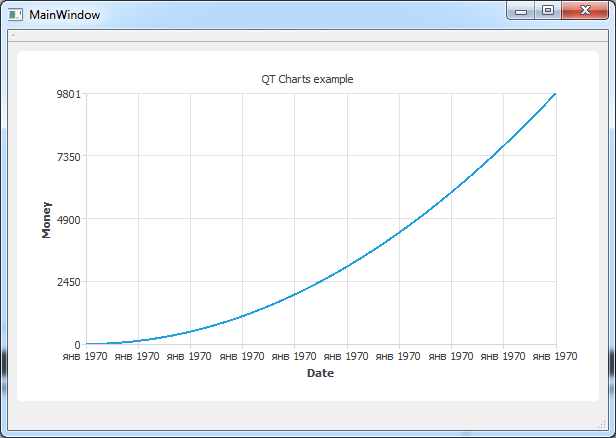 MainWindow
QT Charts example
9801
7350
4900
2450
0
Money
янв 1970 янв 1970 янв 1970 янв 1970 янв 1970 янв 1970 янв 1970 янв 1970 янв 1970 янв 1970
Date